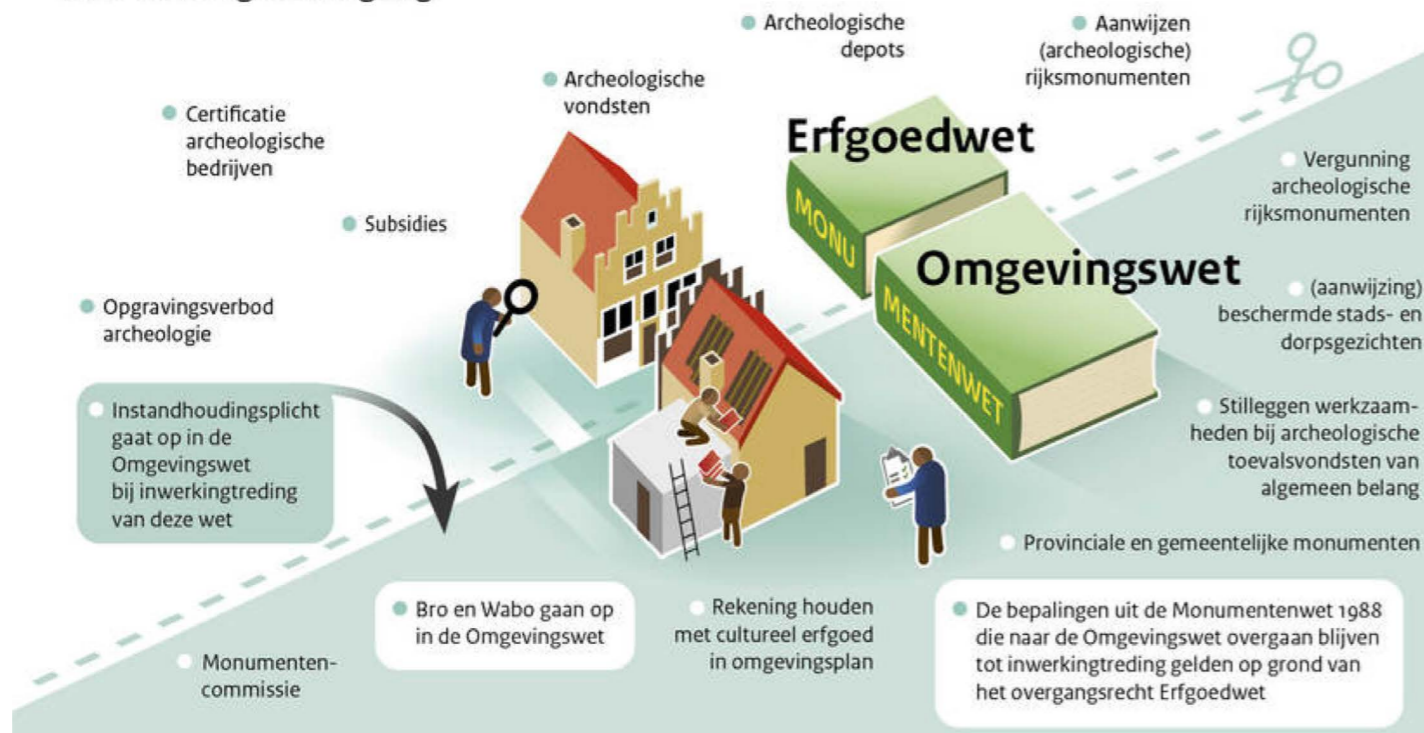 Archeologische
depots
Aanwijzen
(archeologische)
rijksmonumenten
Archeologische
vondsten
Certificatie
archeologische
bedrijven
Subsidies
Opgravingsverbod
archeologie
Erfgoedwet
MONU
Omgevingswet
MENTENWET
Vergunning
archeologische
rijksmonumenten
(aanwijzing)
beschermde stads- en
dorpsgezichten
Stilleggen werkzaam-
heden bij archeologische
toevalsvondsten van
algemeen belang
Provinciale en gemeentelijke monumenten
Instandhoudingsplicht
gaat op in de
Omgevingswet
bij inwerkingtreding
van deze wet
Bro en Wabo gaan op
in de Omgevingswet
Rekening houden
met cultureel erfgoed
in omgevingsplan
De bepalingen uit de Monumentenwet 1988
die naar de Omgevingswet overgaan blijven
tot inwerkingtreding gelden op grond van
het overgangsrecht Erfgoedwet
Monumenten-
commissie